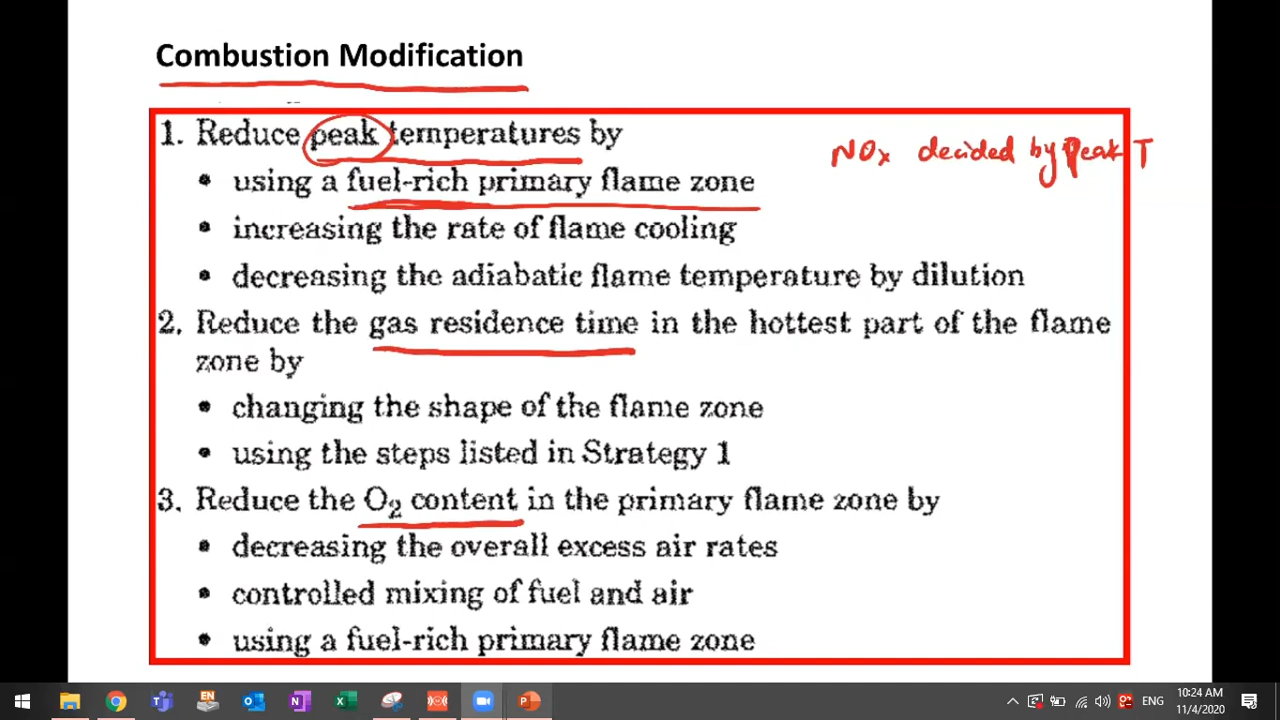 Combustion Modification
1. Reduce peak temperatures by
NOx decided by Peak T
• using a fuel-rich primary flame zone
• increasing the rate of flame cooling
• decreasing the adiabatic flame temperature by dilution
2. Reduce the gas residence time in the hottest part of the flame
zone by
• changing the shape of the flame zone
• using the steps listed in Strategy 1
3. Reduce the O₂ content in the primary flame zone by
• decreasing the overall excess air rates
• controlled mixing of fuel and air
• using a fuel-rich primary flame zone
EN
ENG
10:24 AM
11/4/2020